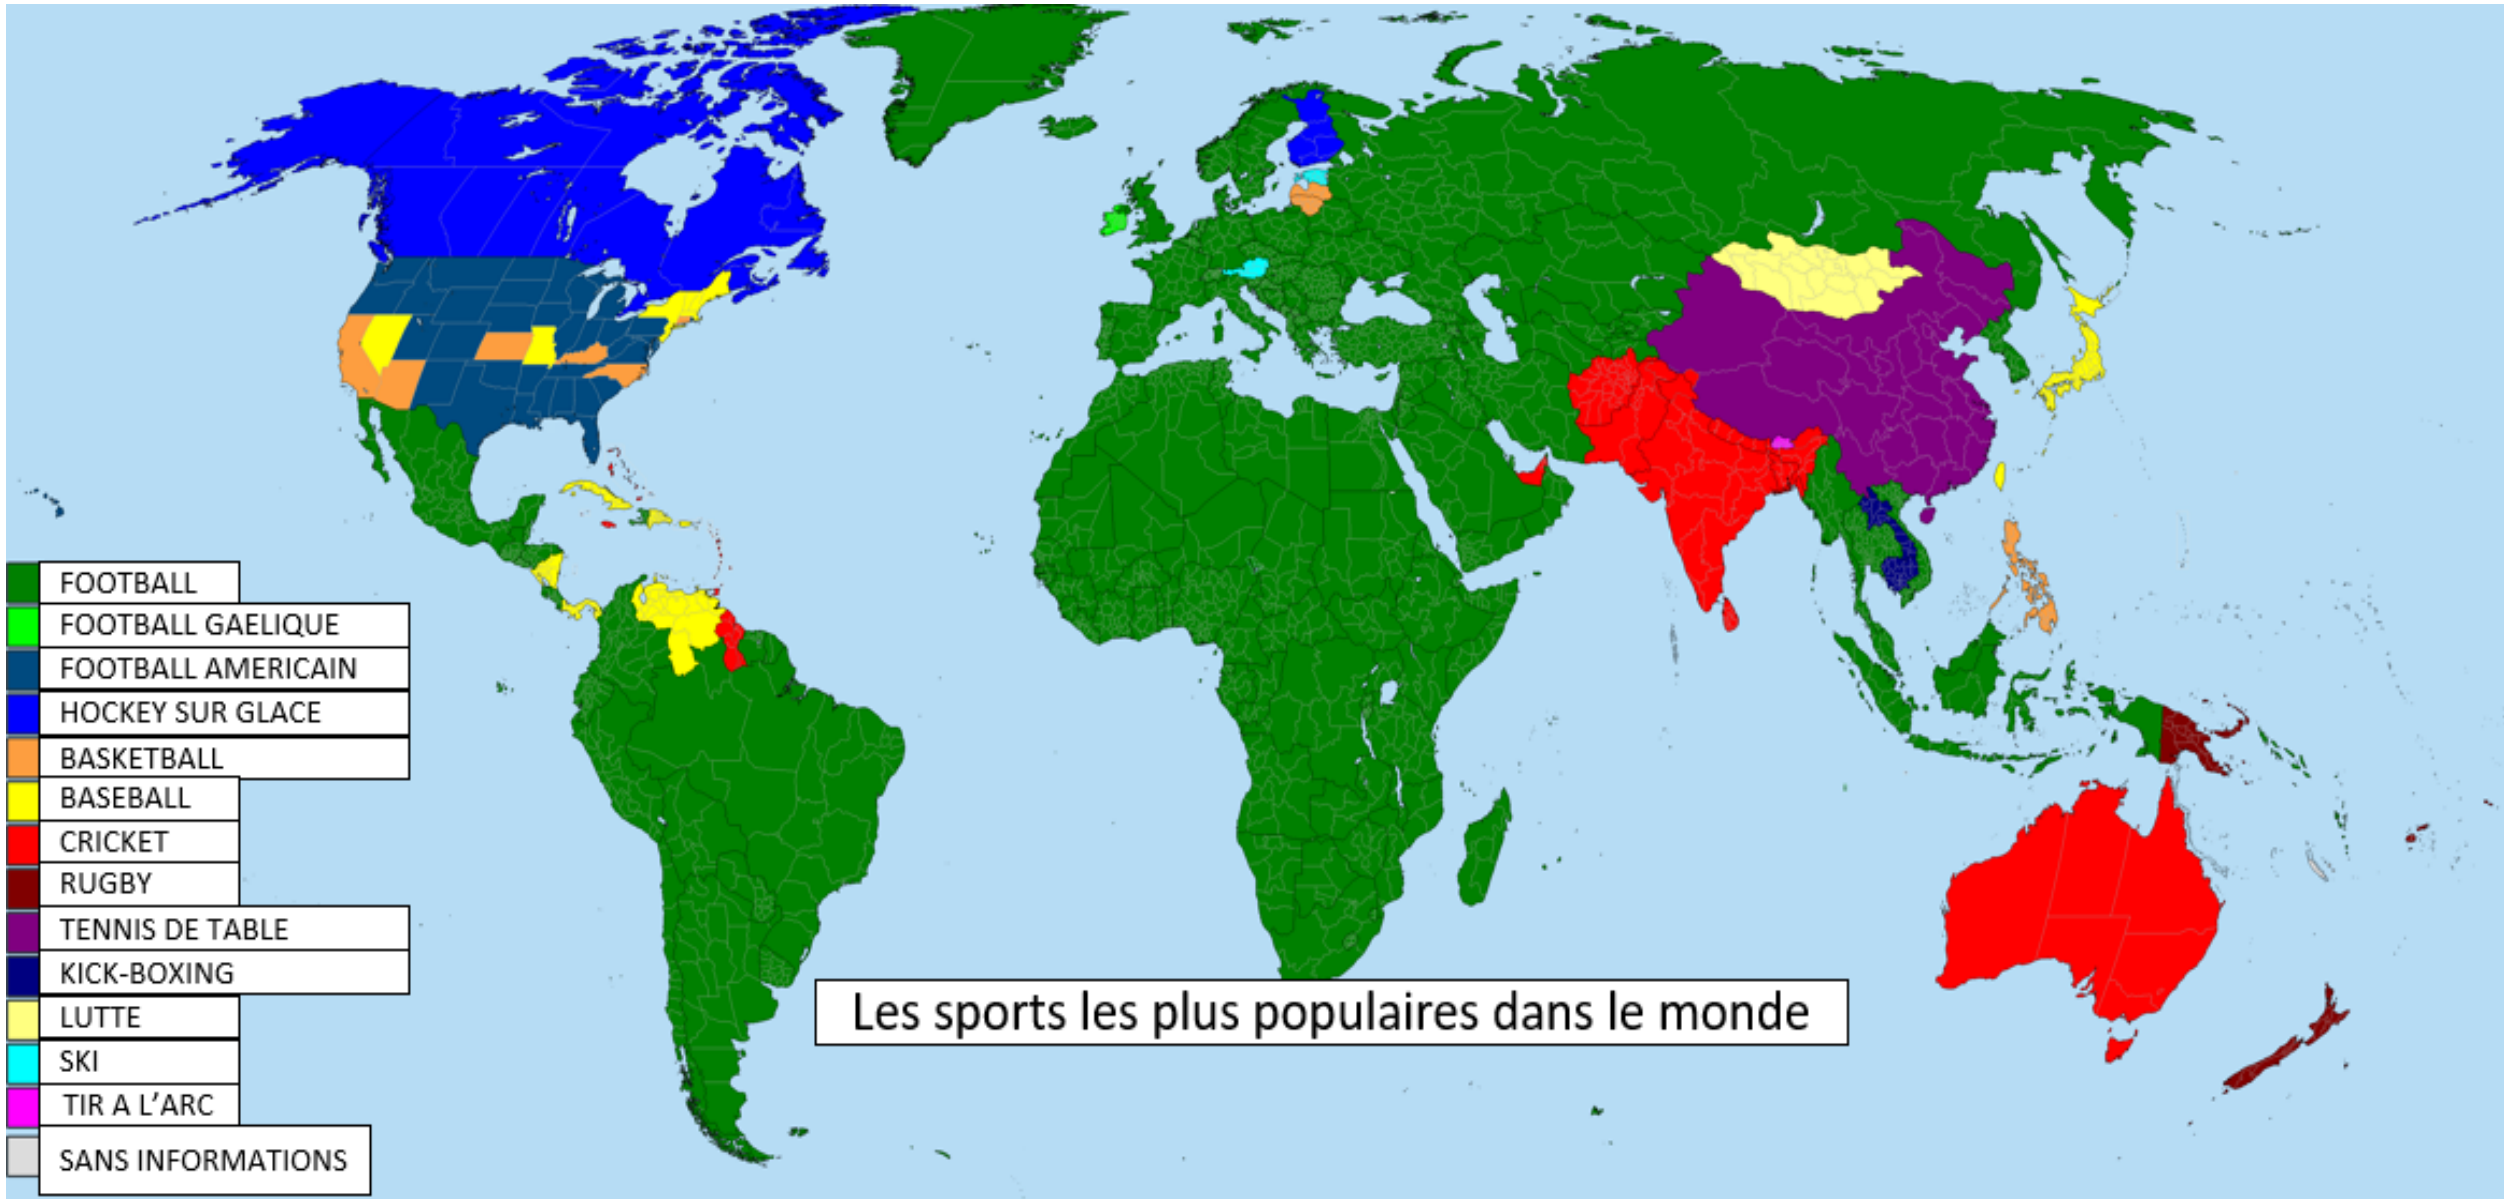 FOOTBALL
FOOTBALL GAELIQUE
FOOTBALL AMERICAIN
HOCKEY SUR GLACE
BASKETBALL
BASEBALL
CRICKET
RUGBY
TENNIS DE TABLE
KICK-BOXING
LUTTE
SKI
TIR A L’ARC
SANS INFORMATIONS
Les sports les plus populaires dans le monde